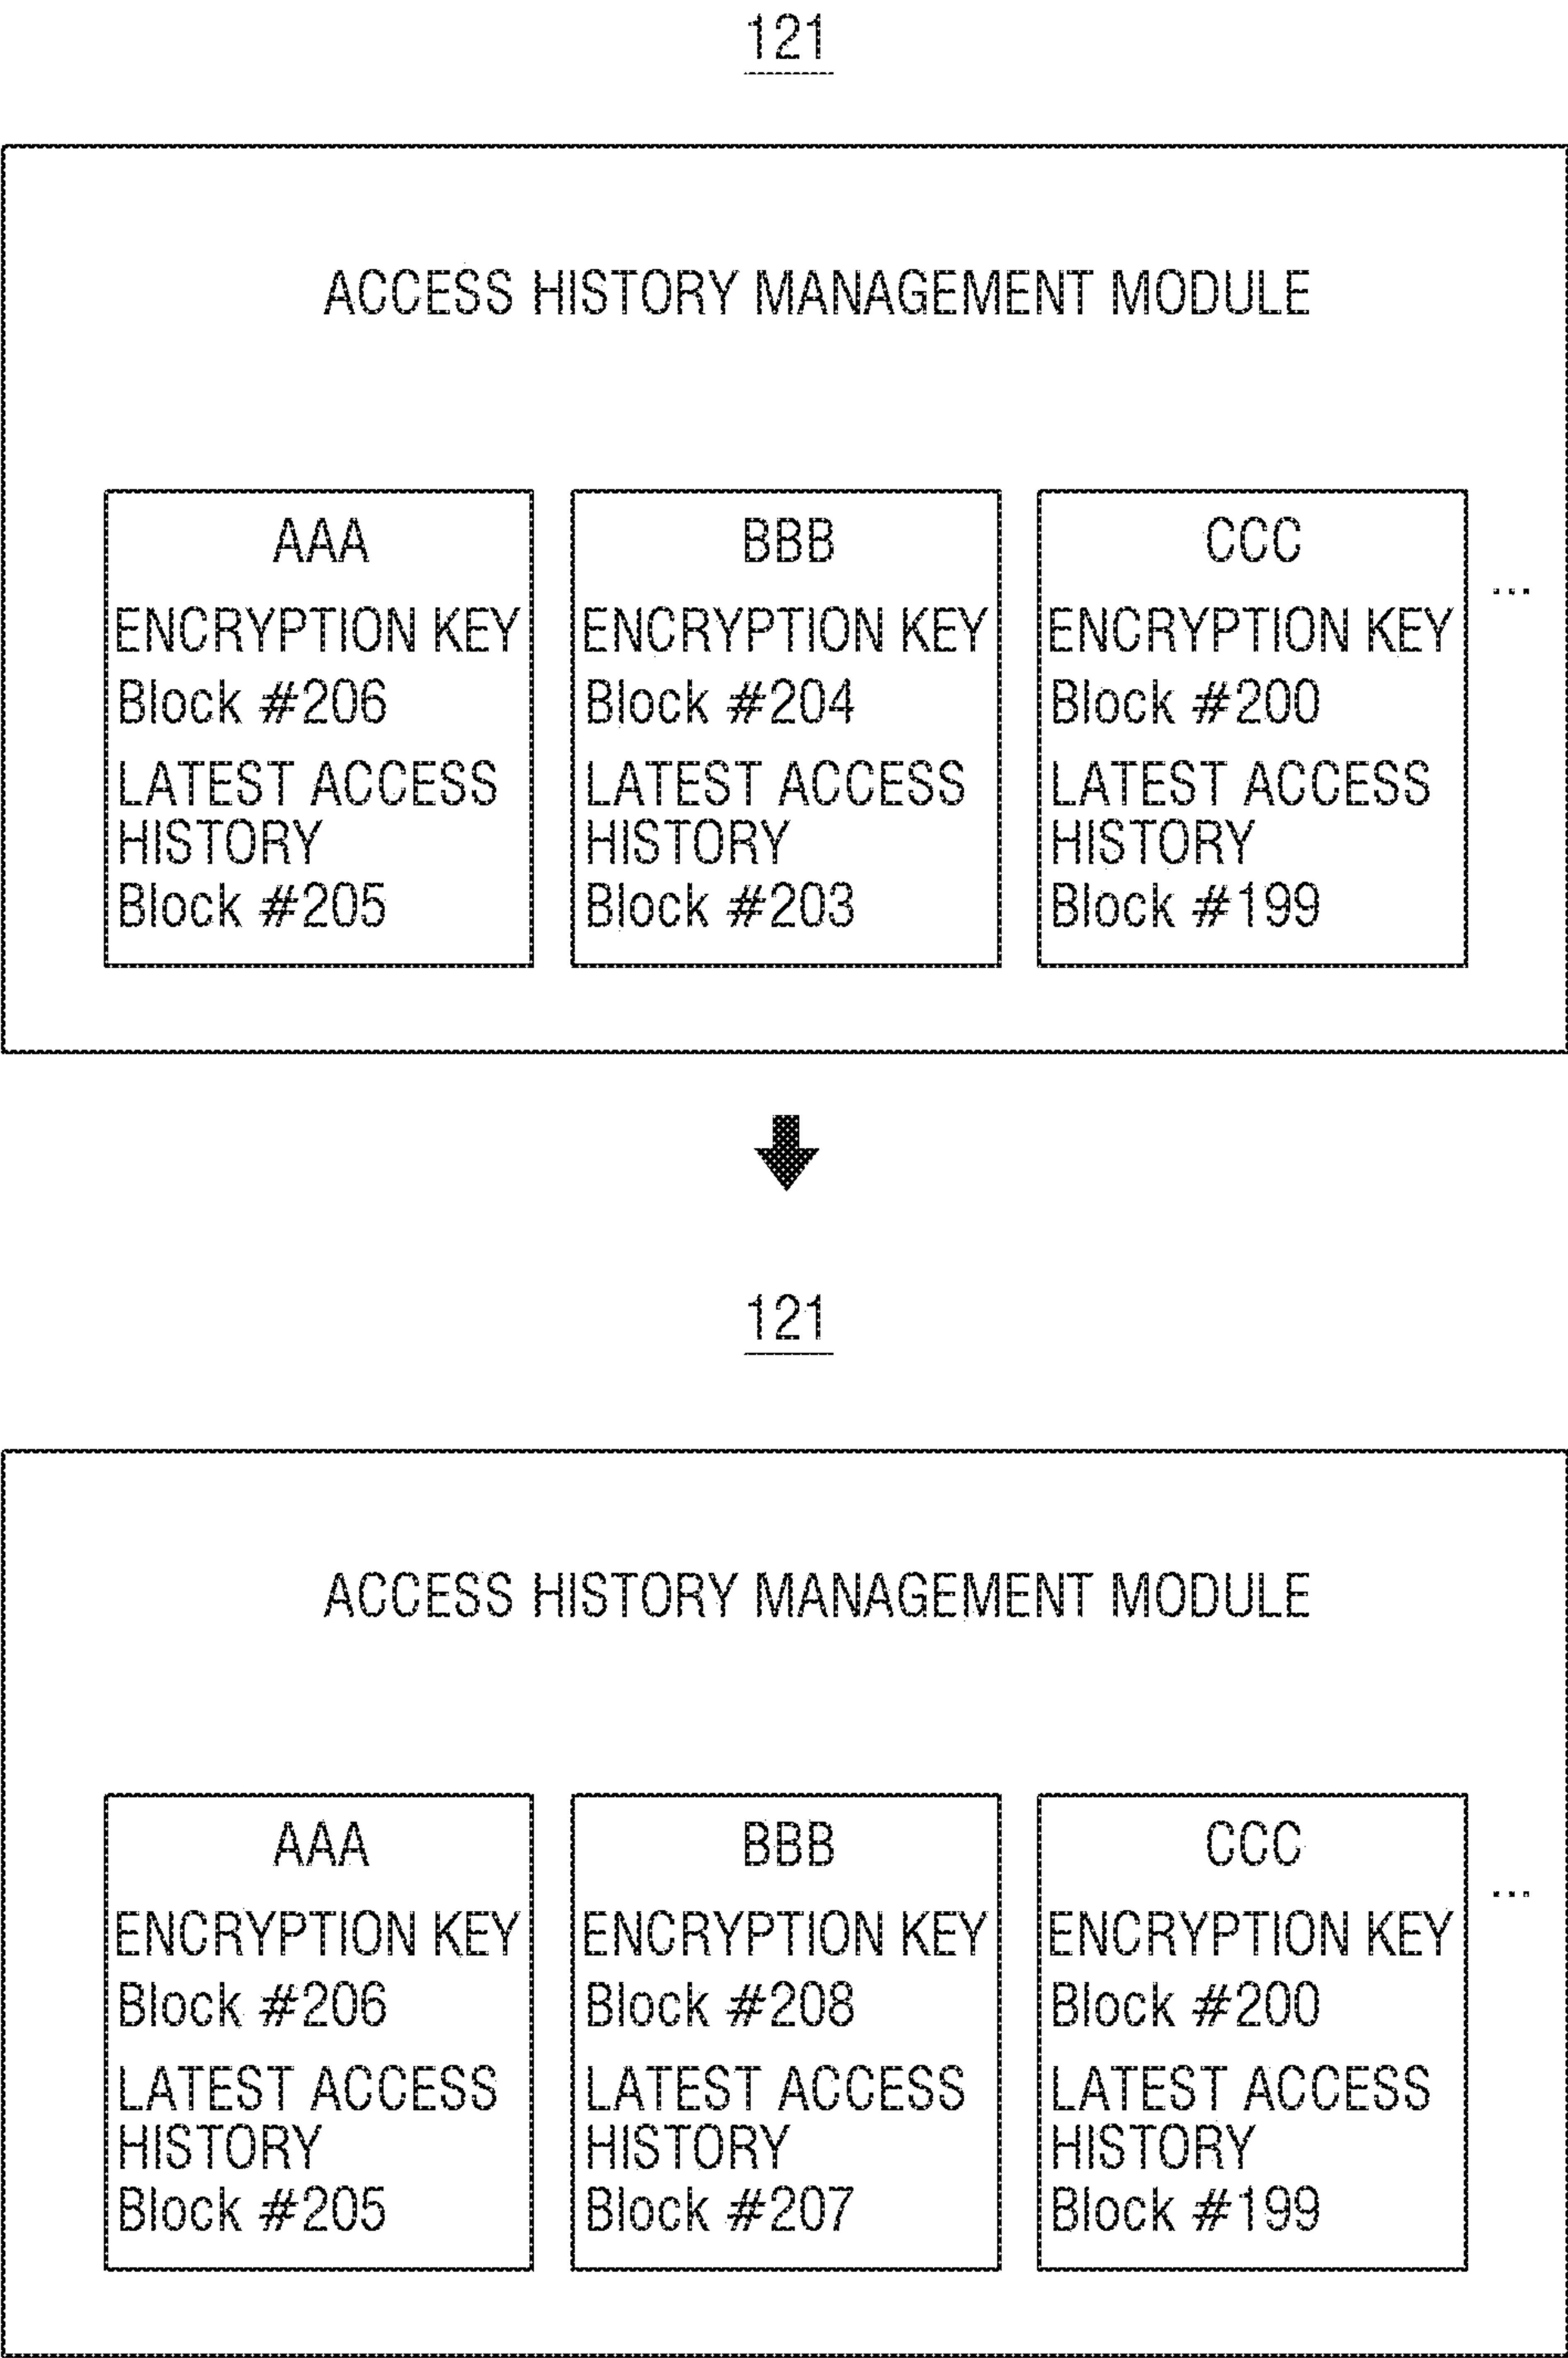 121
ACCESS HISTORY MANAGEMENT MODULE
AAA
ENCRYPTION KEY
Block #206
LATEST ACCESS
HISTORY
Block #205
BBB
ENCRYPTION KEY
Block #204
LATEST ACCESS
HISTORY
Block #203
CCC
ENCRYPTION KEY
Block #200
LATEST ACCESS
HISTORY
Block #199
...
121
ACCESS HISTORY MANAGEMENT MODULE
AAA
ENCRYPTION KEY
Block #206
LATEST ACCESS
HISTORY
Block #205
BBB
ENCRYPTION KEY
Block #208
LATEST ACCESS
HISTORY
Block #207
CCC
ENCRYPTION KEY
Block #200
LATEST ACCESS
HISTORY
Block #199
...